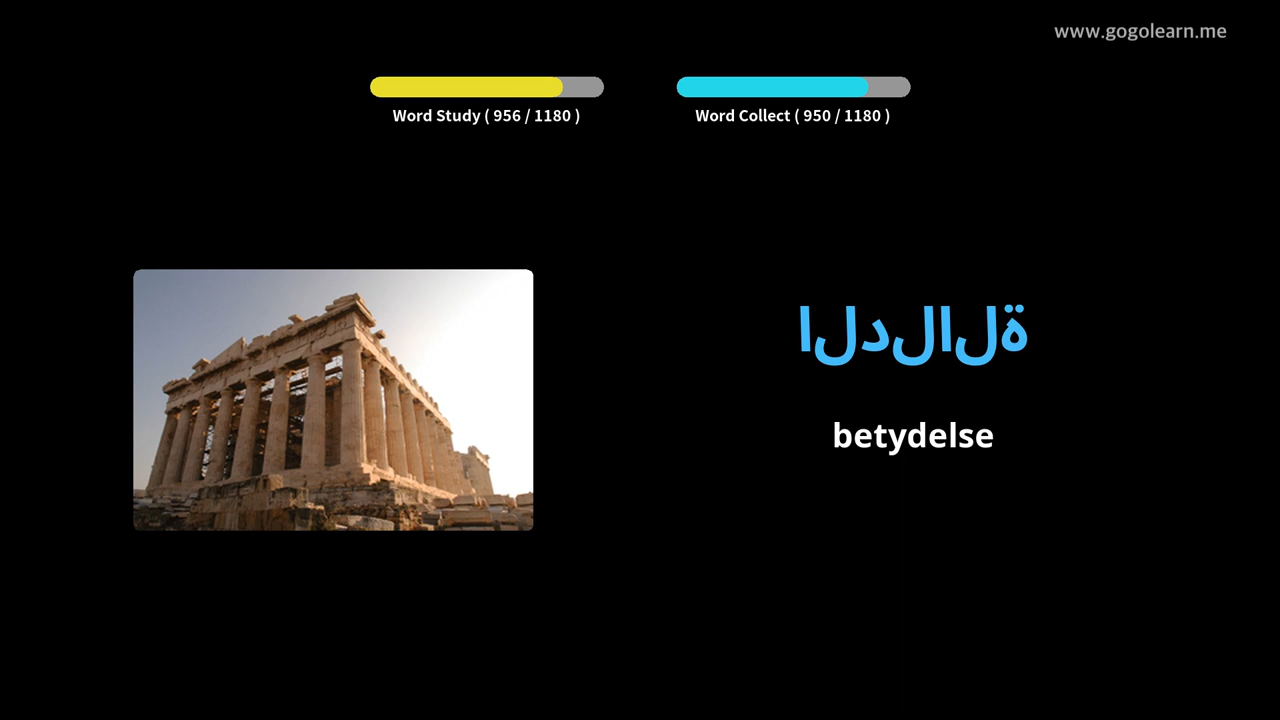 www.gogolearn.me
Word Study ( 956 / 1180 )
Word Collect ( 950 / 1180 )
الدلالة
betydelse